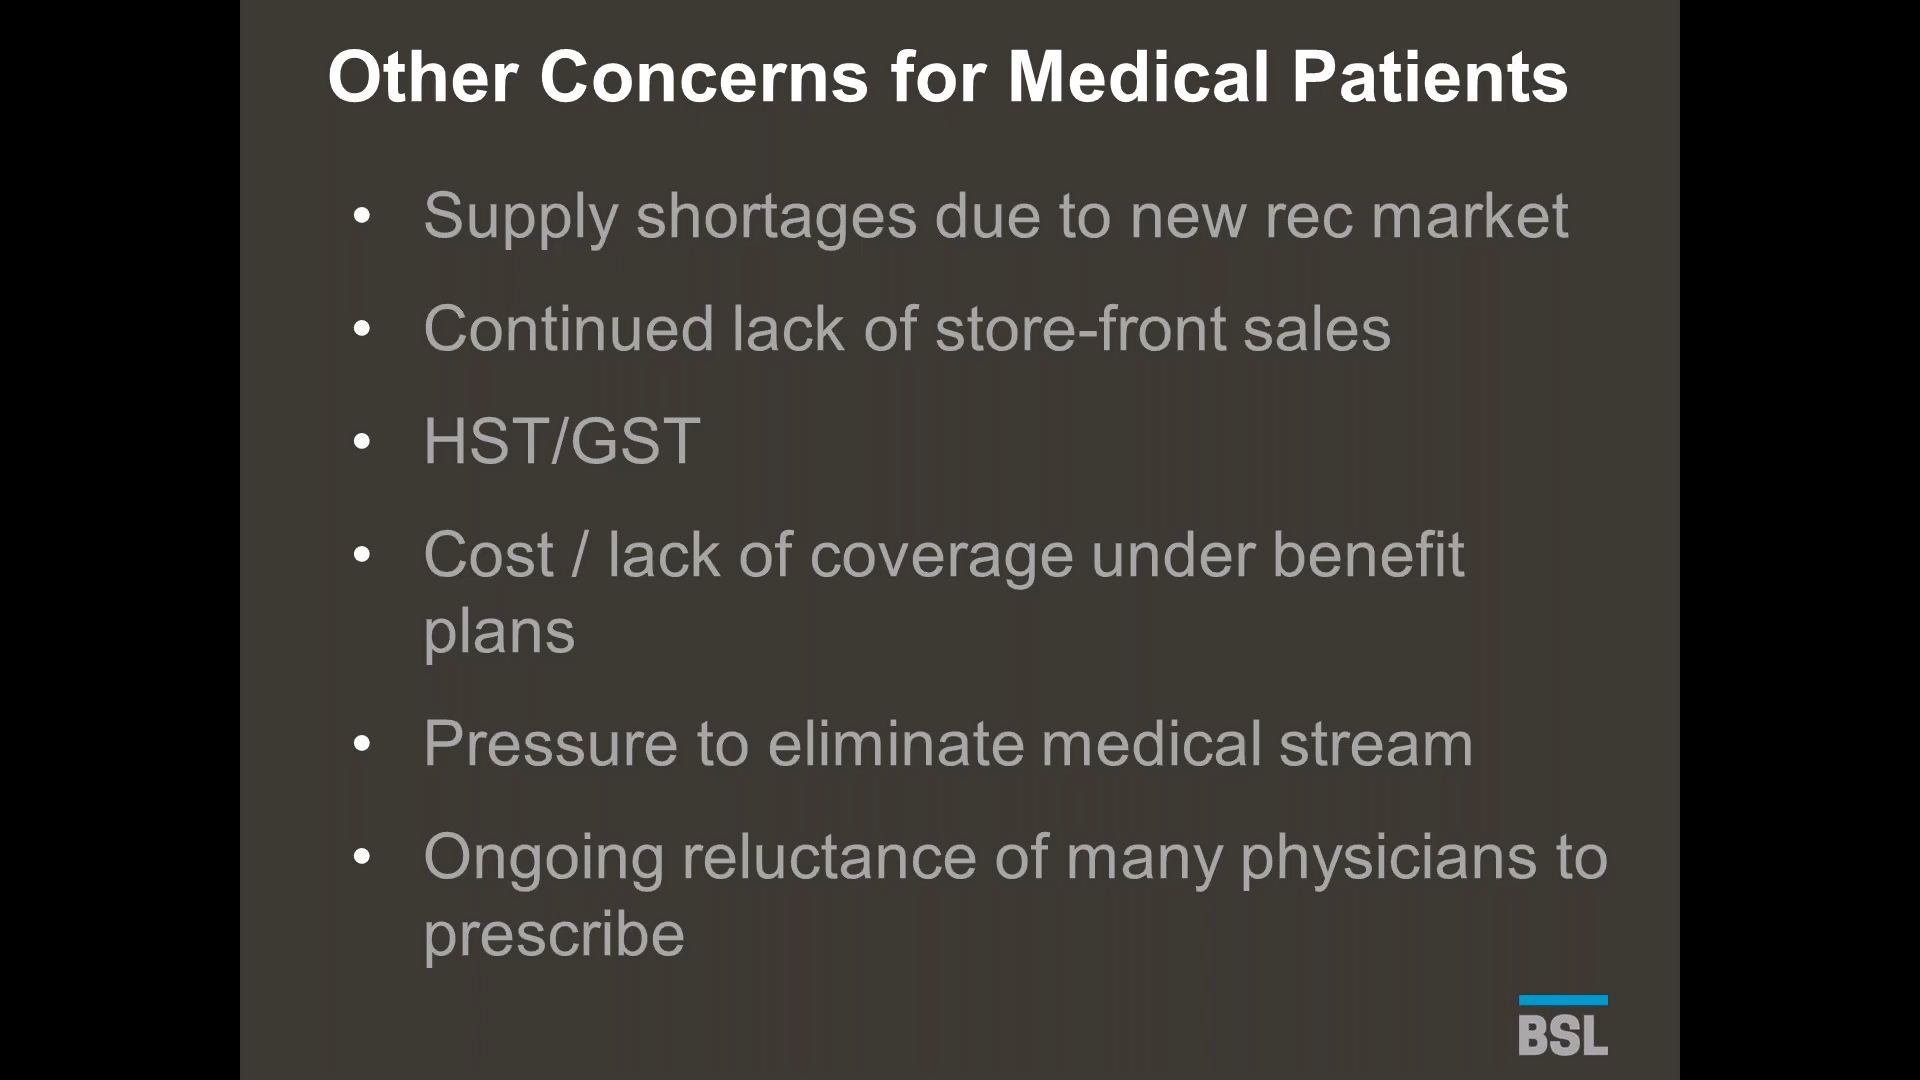 Other Concerns for Medical Patients
• Supply shortages due to new rec market
• Continued lack of store-front sales
• HST/GST
• Cost / lack of coverage under benefit
plans
• Pressure to eliminate medical stream
• Ongoing reluctance of many physicians to
prescribe
BSL